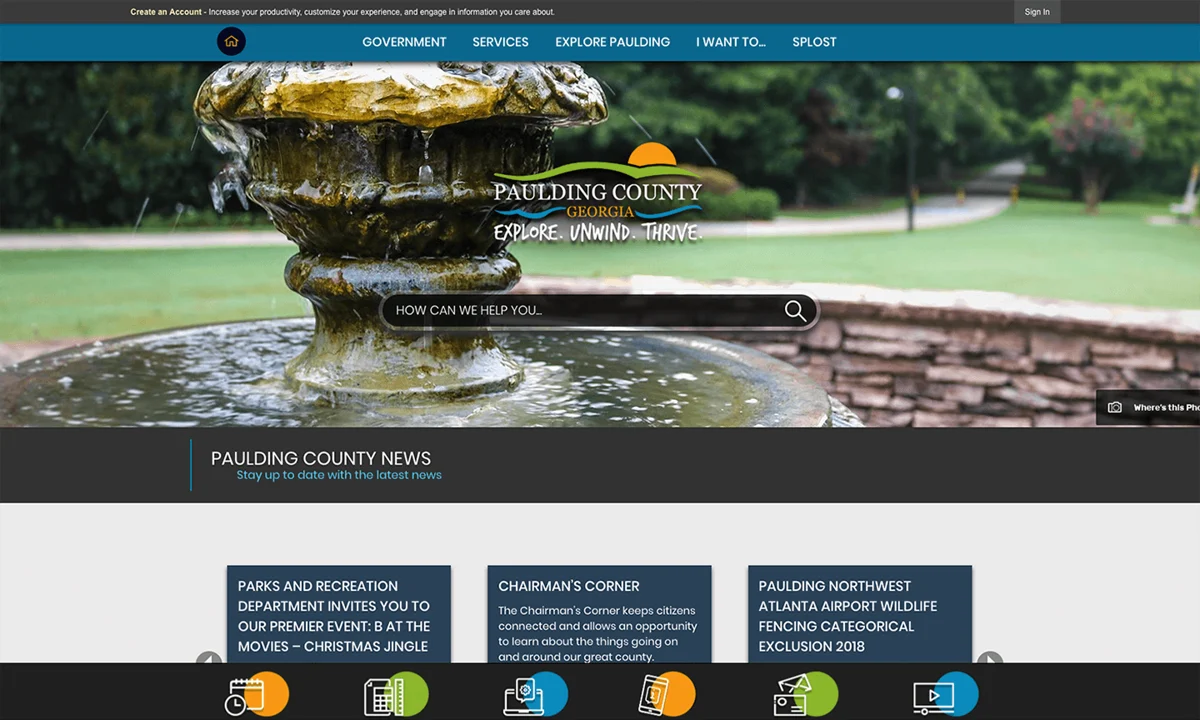 Create an Account - Increase your productivity, customize your experience, and engage in information you care about.
Sign In
GOVERNMENT SERVICES EXPLORE PAULDING I WANT TO... SPLOST
PAULDING COUNTY
GEORGIA
EXPLORE. UNWIND. THRIVE.
HOW CAN WE HELP YOU...
Where's this
PAULDING COUNTY NEWS
Stay up to date with the latest news
PARKS AND RECREATION
DEPARTMENT INVITES YOU TO
OUR PREMIER EVENT: B AT THE
MOVIES – CHRISTMAS JINGLE
CHAIRMAN'S CORNER
The Chairman's Corner keeps citizens
connected and allows an opportunity
to learn about the things going on
and around our great county.
PAULDING NORTHWEST
ATLANTA AIRPORT WILDLIFE
FENCING CATEGORICAL
EXCLUSION 2018